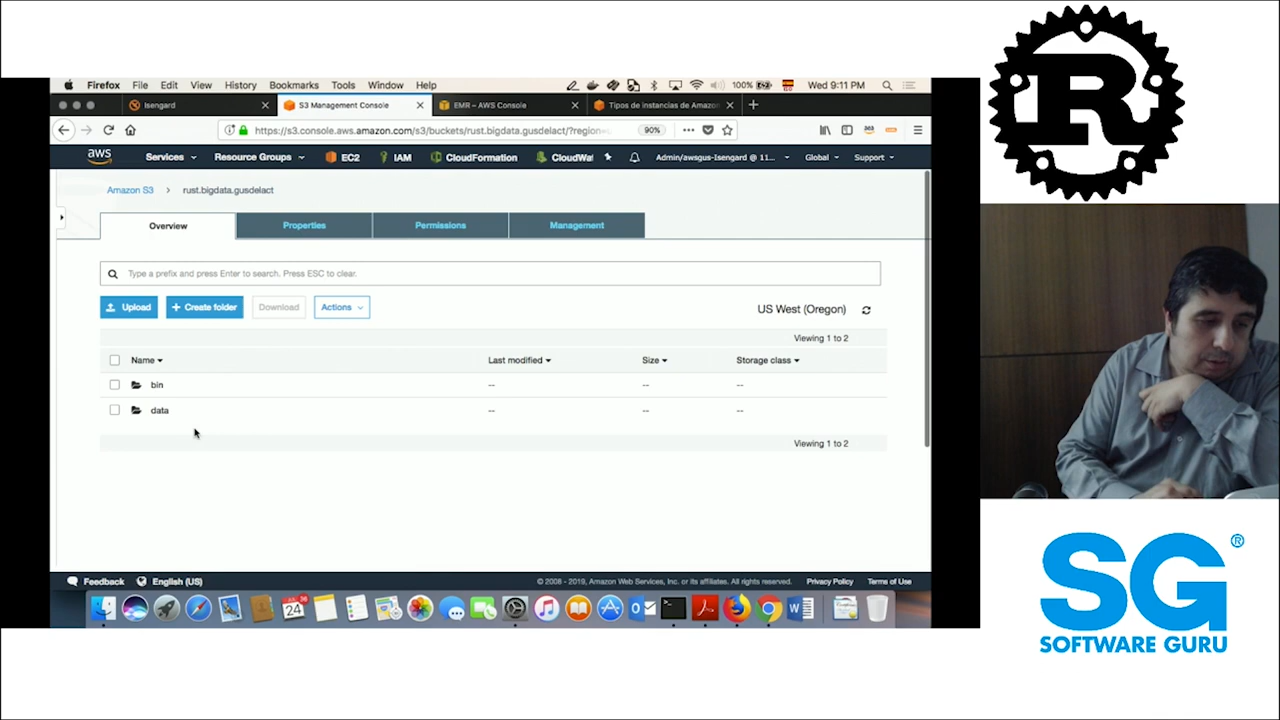 Firefox File Edit View History Bookmarks Tools Window Help 100% Wed 9:11 PM
Isengard S3 Management Console EMR – AWS Console Tipos de instancias de Amazon
https://s3.console.aws.amazon.com/s3/buckets/rust.bigdata.gusdelact/?region= 90%
aws Services Resource Groups EC2 IAM CloudFormation CloudWat Admin/awsgus-Isengard @ 11... Global Support
Amazon S3 rust.bigdata.gusdelact
Overview Properties Permissions Management
Type a prefix and press Enter to search. Press ESC to clear.
Upload + Create folder Download Actions US West (Oregon)
Viewing 1 to 2
Name Last modified Size Storage class
bin -- -- --
data -- -- --
Viewing 1 to 2
Feedback English (US) © 2008 - 2019, Amazon Web Services, Inc. or its affiliates. All rights reserved. Privacy Policy Terms of Use
24
R
SG®
SOFTWARE GURU